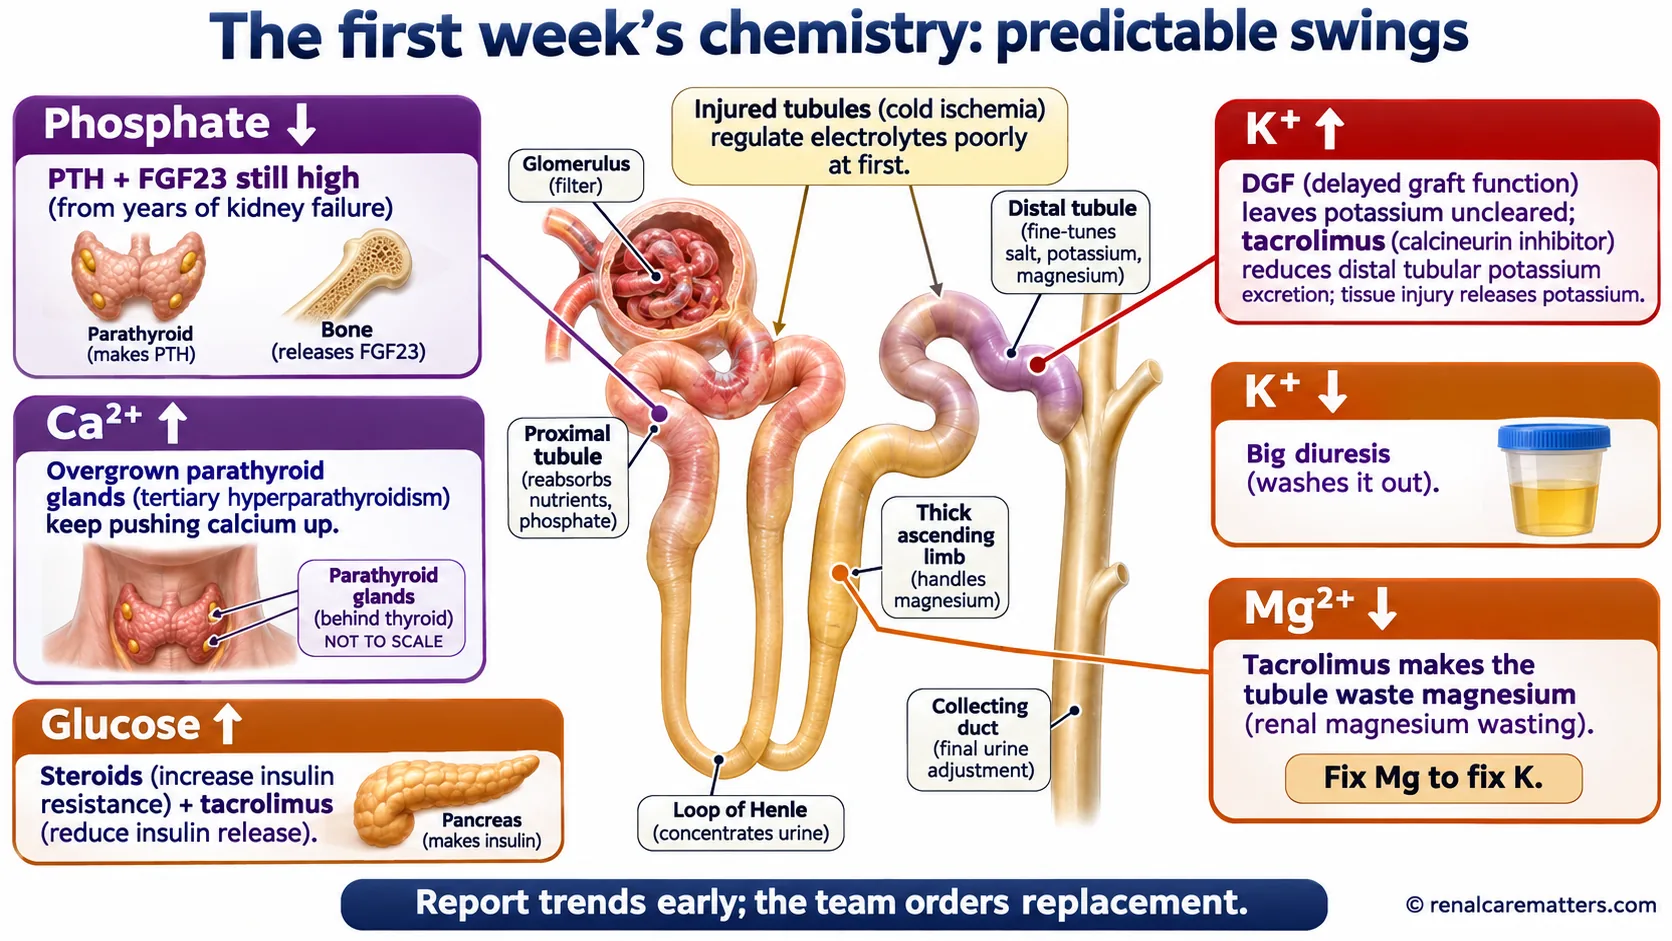 The first week's chemistry: predictable swings
Phosphate ↓
PTH + FGF23 still high
(from years of kidney failure)
Parathyroid
(makes PTH)
Bone
(releases FGF23)
Ca²⁺ ↑
Overgrown parathyroid
glands (tertiary hyperparathyroidism)
keep pushing calcium up.
Parathyroid
glands
(behind thyroid)
NOT TO SCALE
Glucose ↑
Steroids (increase insulin
resistance) + tacrolimus
(reduce insulin release).
Pancreas
(makes insulin)
Injured tubules (cold ischemia)
regulate electrolytes poorly
at first.
Glomerulus
(filter)
Distal tubule
(fine-tunes
salt, potassium,
magnesium)
Proximal
tubule
(reabsorbs
nutrients,
phosphate)
Thick
ascending
limb
(handles
magnesium)
Collecting
duct
(final urine
adjustment)
Loop of Henle
(concentrates urine)
K⁺ ↑
DGF (delayed graft function)
leaves potassium uncleared;
tacrolimus (calcineurin inhibitor)
reduces distal tubular potassium
excretion; tissue injury releases potassium.
K⁺ ↓
Big diuresis
(washes it out).
Mg²⁺ ↓
Tacrolimus makes the
tubule waste magnesium
(renal magnesium wasting).
Fix Mg to fix K.
Report trends early; the team orders replacement.
© renalcarematters.com